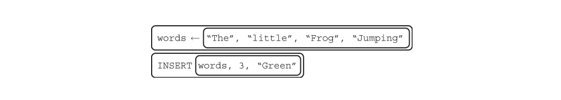 words ← “The”, “little”, “Frog”, “Jumping”
INSERT words, 3, “Green”